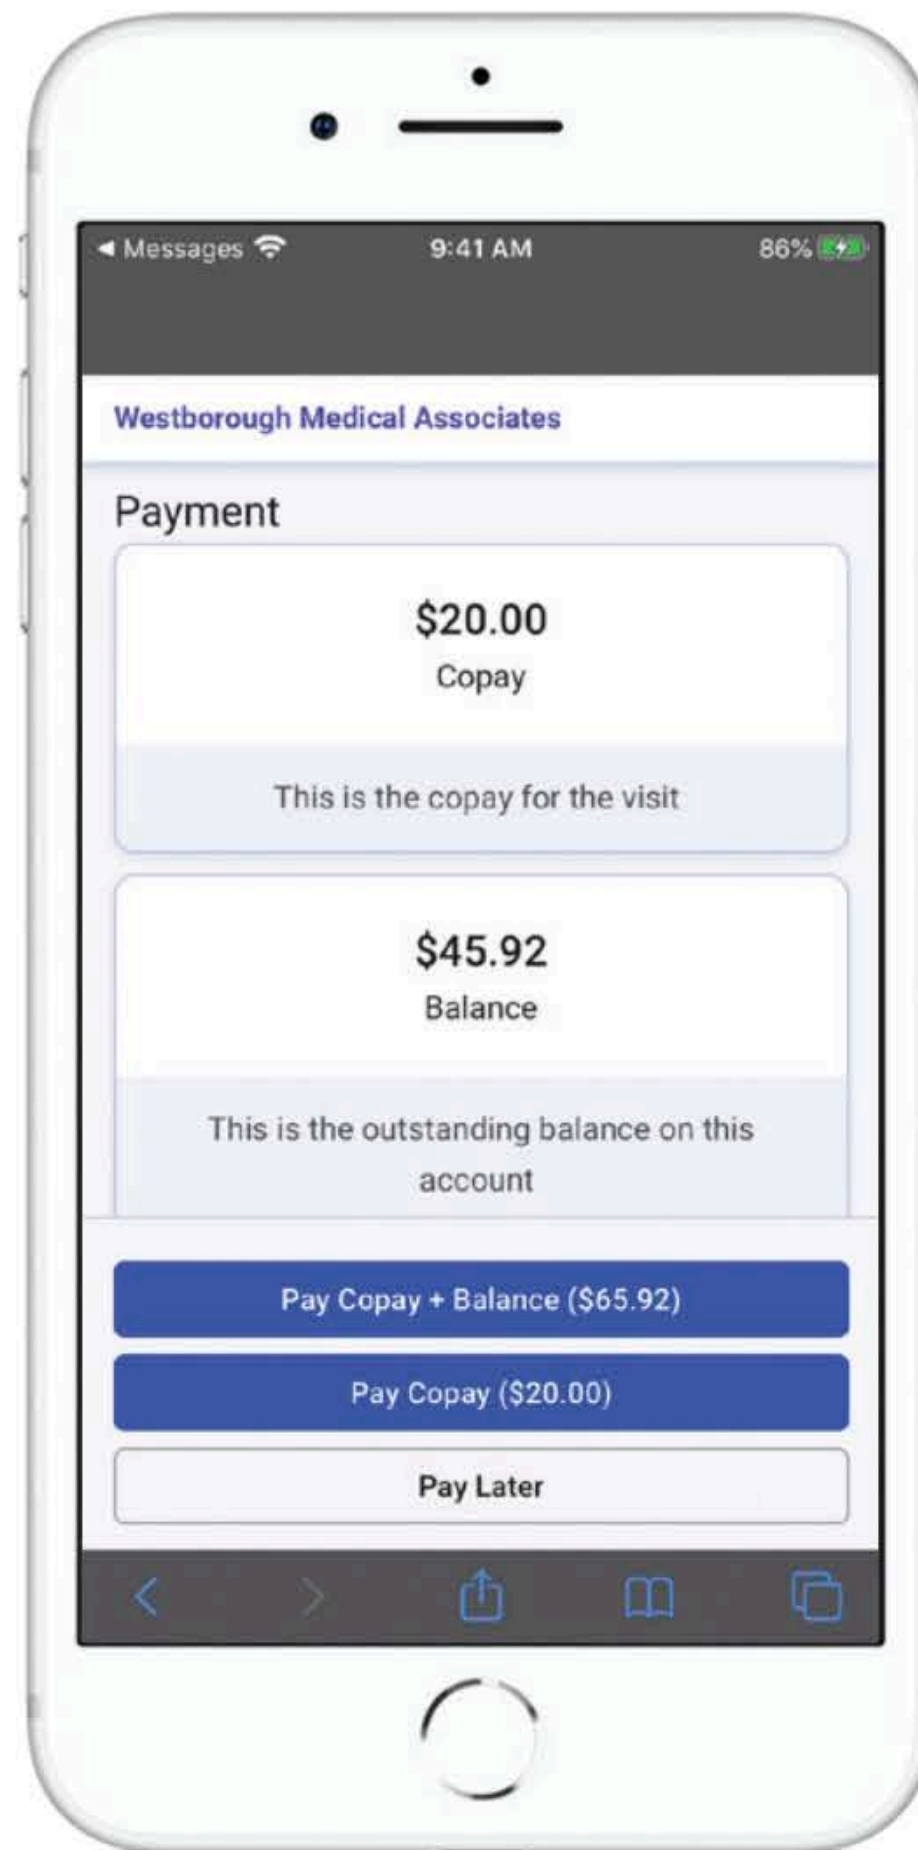 Messages 9:41 AM 86%
Westborough Medical Associates
Payment
$20.00
Copay
This is the copay for the visit
$45.92
Balance
This is the outstanding balance on this
account
Pay Copay + Balance ($65.92)
Pay Copay ($20.00)
Pay Later